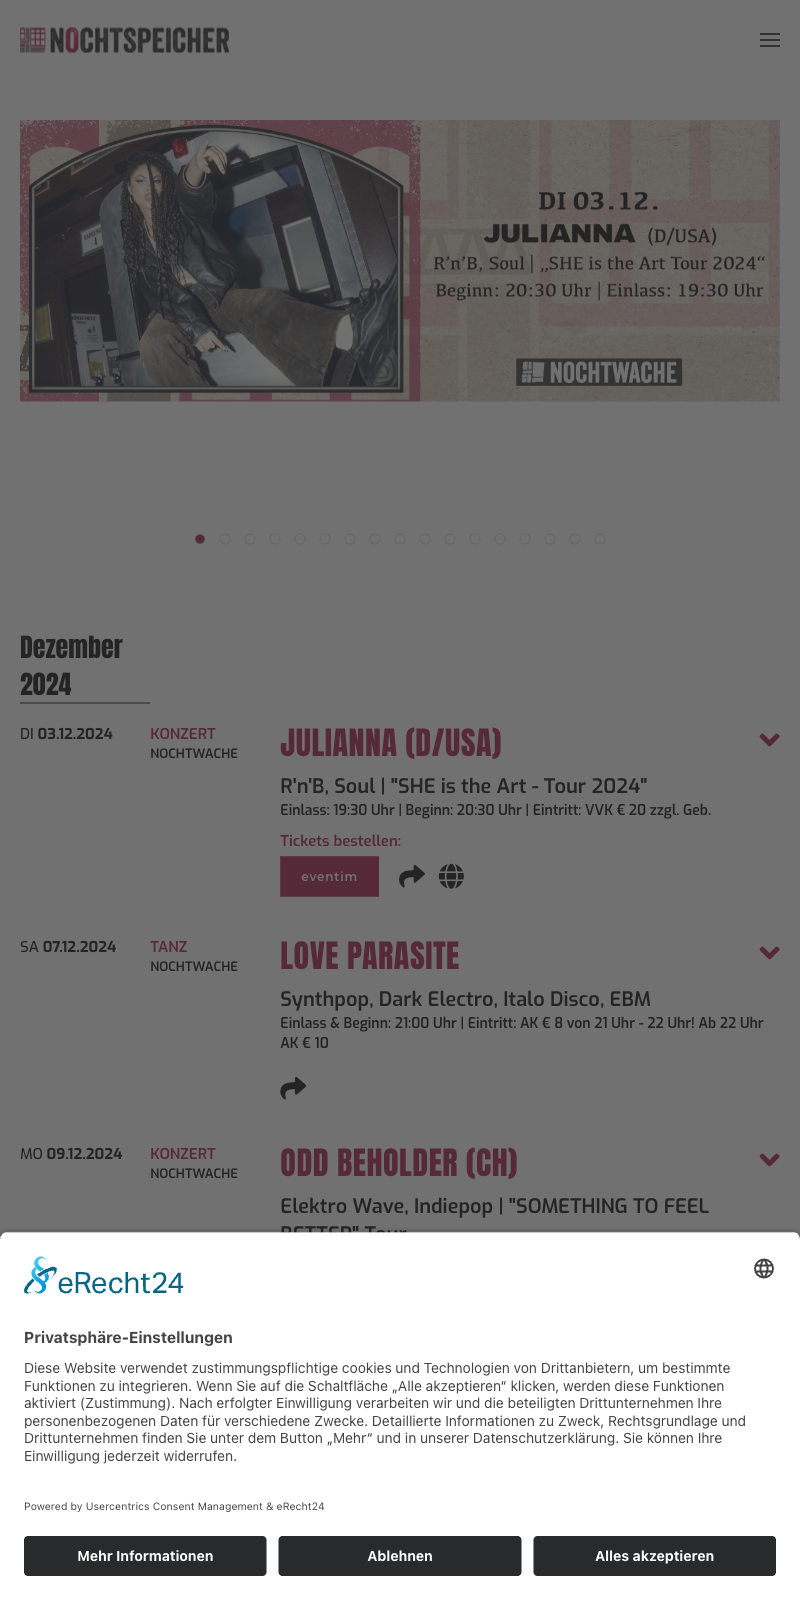 NOCHTSPEICHER
DI 03.12.
JULIANNA (D/USA)
R'n'B, Soul | „SHE is the Art Tour 2024“
Beginn: 20:30 Uhr | Einlass: 19:30 Uhr
NOCHTWACHE
Dezember
2024
DI 03.12.2024
KONZERT
NOCHTWACHE
JULIANNA (D/USA)
R'n'B, Soul | "SHE is the Art - Tour 2024"
Einlass: 19:30 Uhr | Beginn: 20:30 Uhr | Eintritt: VVK € 20 zzgl. Geb.
Tickets bestellen:
eventim
SA 07.12.2024
TANZ
NOCHTWACHE
LOVE PARASITE
Synthpop, Dark Electro, Italo Disco, EBM
Einlass & Beginn: 21:00 Uhr | Eintritt: AK € 8 von 21 Uhr - 22 Uhr! Ab 22 Uhr
AK € 10
MO 09.12.2024
KONZERT
NOCHTWACHE
ODD BEHOLDER (CH)
Elektro Wave, Indiepop | "SOMETHING TO FEEL
BETTER" Tour
eRecht24
Privatsphäre-Einstellungen
Diese Website verwendet zustimmungspflichtige cookies und Technologien von Drittanbietern, um bestimmte
Funktionen zu integrieren. Wenn Sie auf die Schaltfläche „Alle akzeptieren“ klicken, werden diese Funktionen
aktiviert (Zustimmung). Nach erfolgter Einwilligung verarbeiten wir und die beteiligten Drittunternehmen Ihre
personenbezogenen Daten für verschiedene Zwecke. Detaillierte Informationen zu Zweck, Rechtsgrundlage und
Drittunternehmen finden Sie unter dem Button „Mehr“ und in unserer Datenschutzerklärung. Sie können Ihre
Einwilligung jederzeit widerrufen.
Powered by Usercentrics Consent Management & eRecht24
Mehr Informationen
Ablehnen
Alles akzeptieren